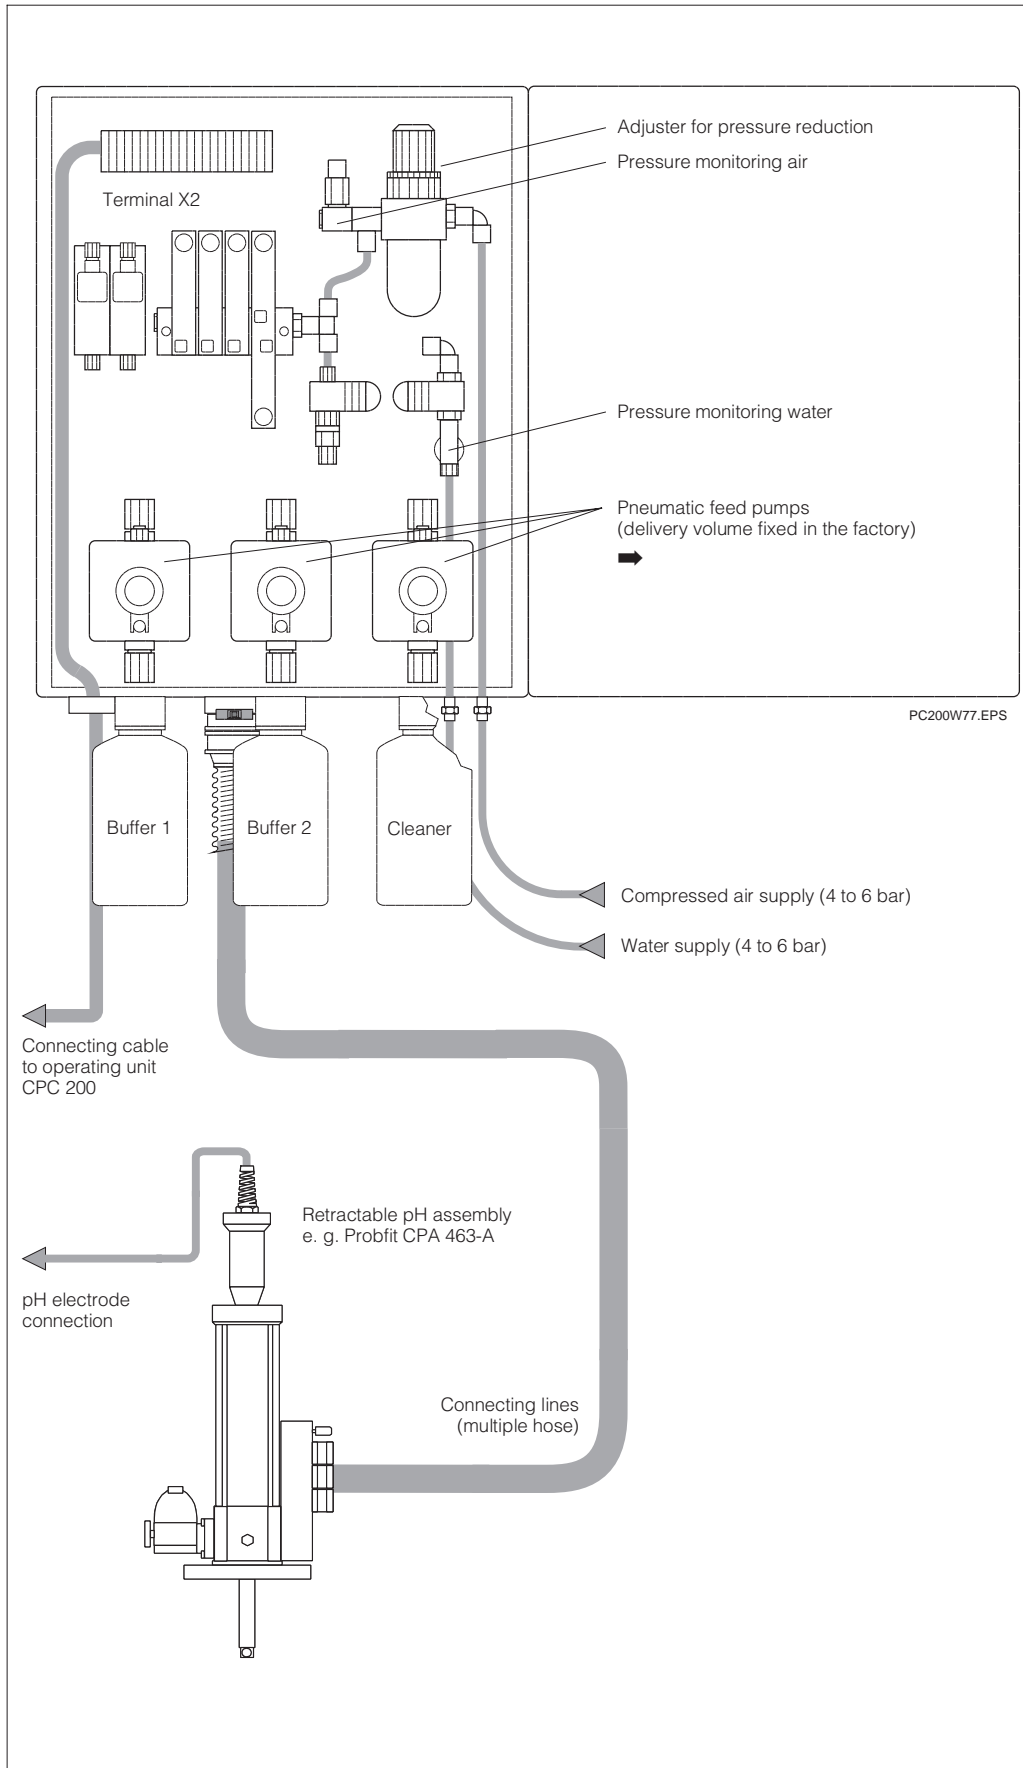 Adjuster for pressure reduction
Pressure monitoring air
Terminal X2
Pressure monitoring water
Pneumatic feed pumps
(delivery volume fixed in the factory)
PC200W77.EPS
Buffer 1
Buffer 2
Cleaner
Compressed air supply (4 to 6 bar)
Water supply (4 to 6 bar)
Connecting cable
to operating unit
CPC 200
Retractable pH assembly
e. g. Probfit CPA 463-A
pH electrode
connection
Connecting lines
(multiple hose)